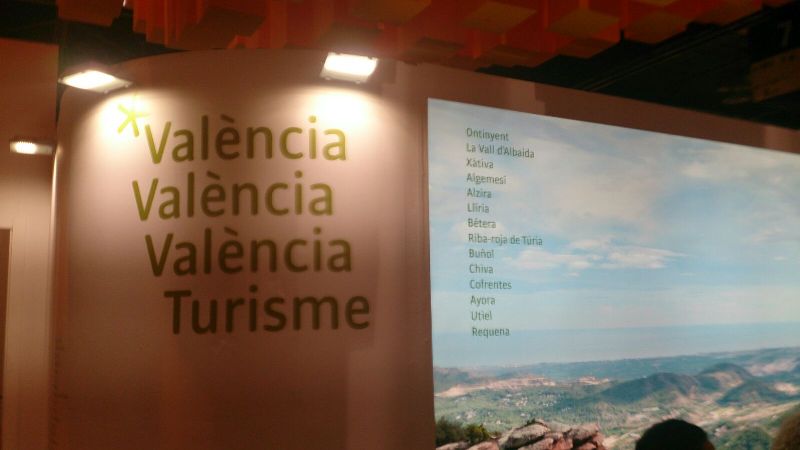 *València
València
València
Turisme
Ontinyent
La Vall d'Albaida
Xàtiva
Algemesí
Alzira
Llíria
Bétera
Riba-roja de Túria
Buñol
Chiva
Cofrentes
Ayora
Utiel
Requena
7